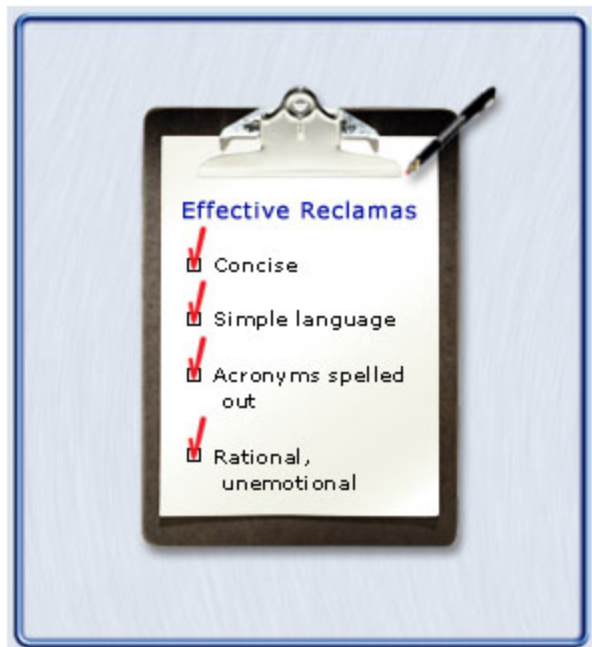 Effective Reclamas
Concise
Simple language
Acronyms spelled
out
Rational,
unemotional